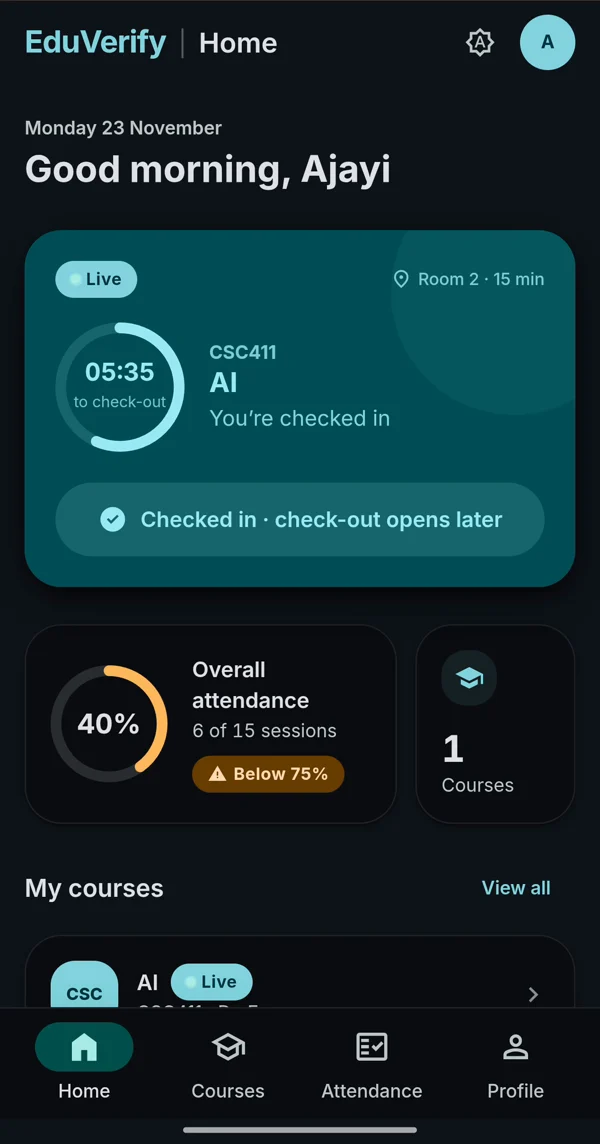 EduVerify | Home
A
A
Monday 23 November
Good morning, Ajayi
Live
Room 2 · 15 min
05:35
to check-out
CSC411
AI
You’re checked in
Checked in · check-out opens later
40%
Overall
attendance
6 of 15 sessions
Below 75%
1
Courses
My courses
View all
CSC
AI
Live
Home
Courses
Attendance
Profile